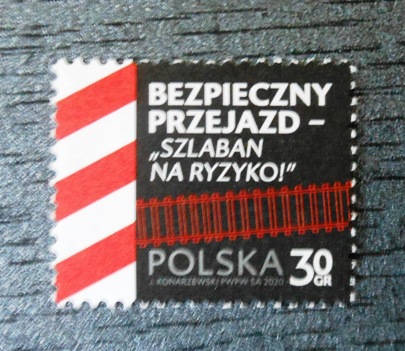 BEZPIECZNY
PRZEJAZD –
„SZLABAN
NA RYZYKO!”
POLSKA 30 GR
J. KONARZEWSKI PWPW SA 2020